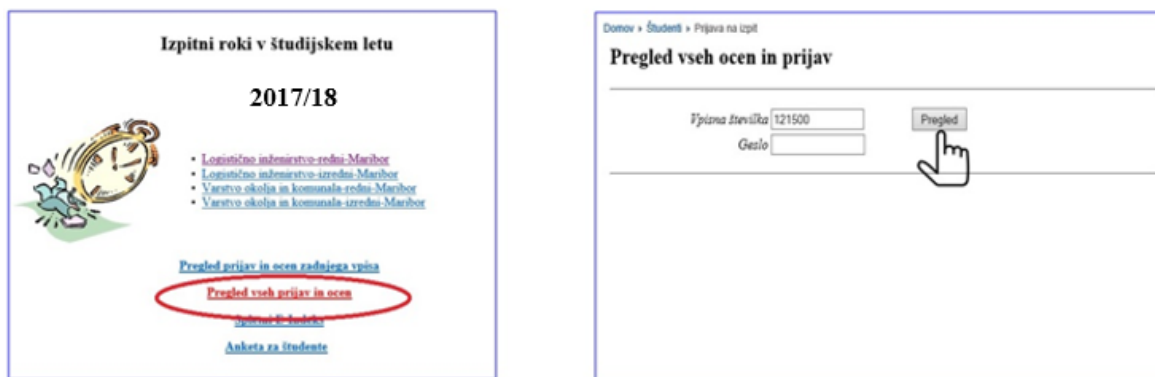 Izpitni roki v študijskem letu
2017/18
Logistično inženirstvo-redni-Maribor
Logistično inženirstvo-izredni-Maribor
Varstvo okolja in komunala-redni-Maribor
Varstvo okolja in komunala-izredni-Maribor
Pregled prijav in ocen zadnjega vpisa
Pregled vseh prijav in ocen
Spletni E-Indeks
Anketa za študente
Domov » Študenti » Prijava na izpit
Pregled vseh ocen in prijav
Vpisna številka 121500 Pregled
Geslo